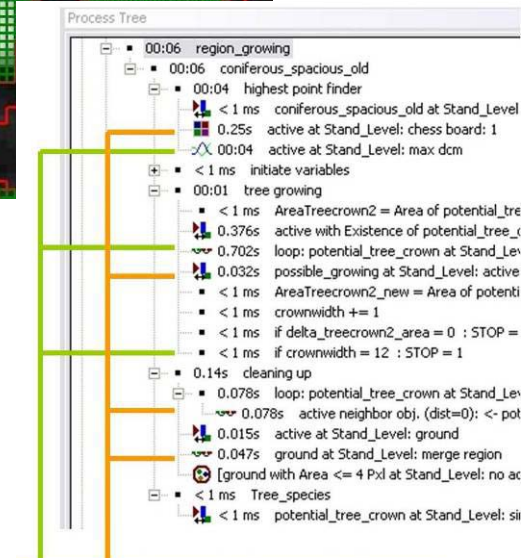 Process Tree
00:06 region_growing
00:06 coniferous_spacious_old
00:04 highest point finder
< 1 ms coniferous_spacious_old at Stand_Level
0.25s active at Stand_Level: chess board: 1
00:04 active at Stand_Level: max dcm
< 1 ms initiate variables
00:01 tree growing
< 1 ms AreaTreecrown2 = Area of potential_tre
0.376s active with Existence of potential_tree_c
0.702s loop: potential_tree_crown at Stand_Lev
0.032s possible_growing at Stand_Level: active
< 1 ms AreaTreecrown2_new = Area of potenti
< 1 ms crownwidth += 1
< 1 ms if delta_treecrown2_area = 0 : STOP =
< 1 ms if crownwidth = 12 : STOP = 1
0.14s cleaning up
0.078s loop: potential_tree_crown at Stand_Lev
0.078s active neighbor obj. (dist=0): <- pot
0.015s active at Stand_Level: ground
0.047s ground at Stand_Level: merge region
[ground with Area <= 4 Pxl at Stand_Level: no ac
< 1 ms Tree_species
< 1 ms potential_tree_crown at Stand_Level: sir